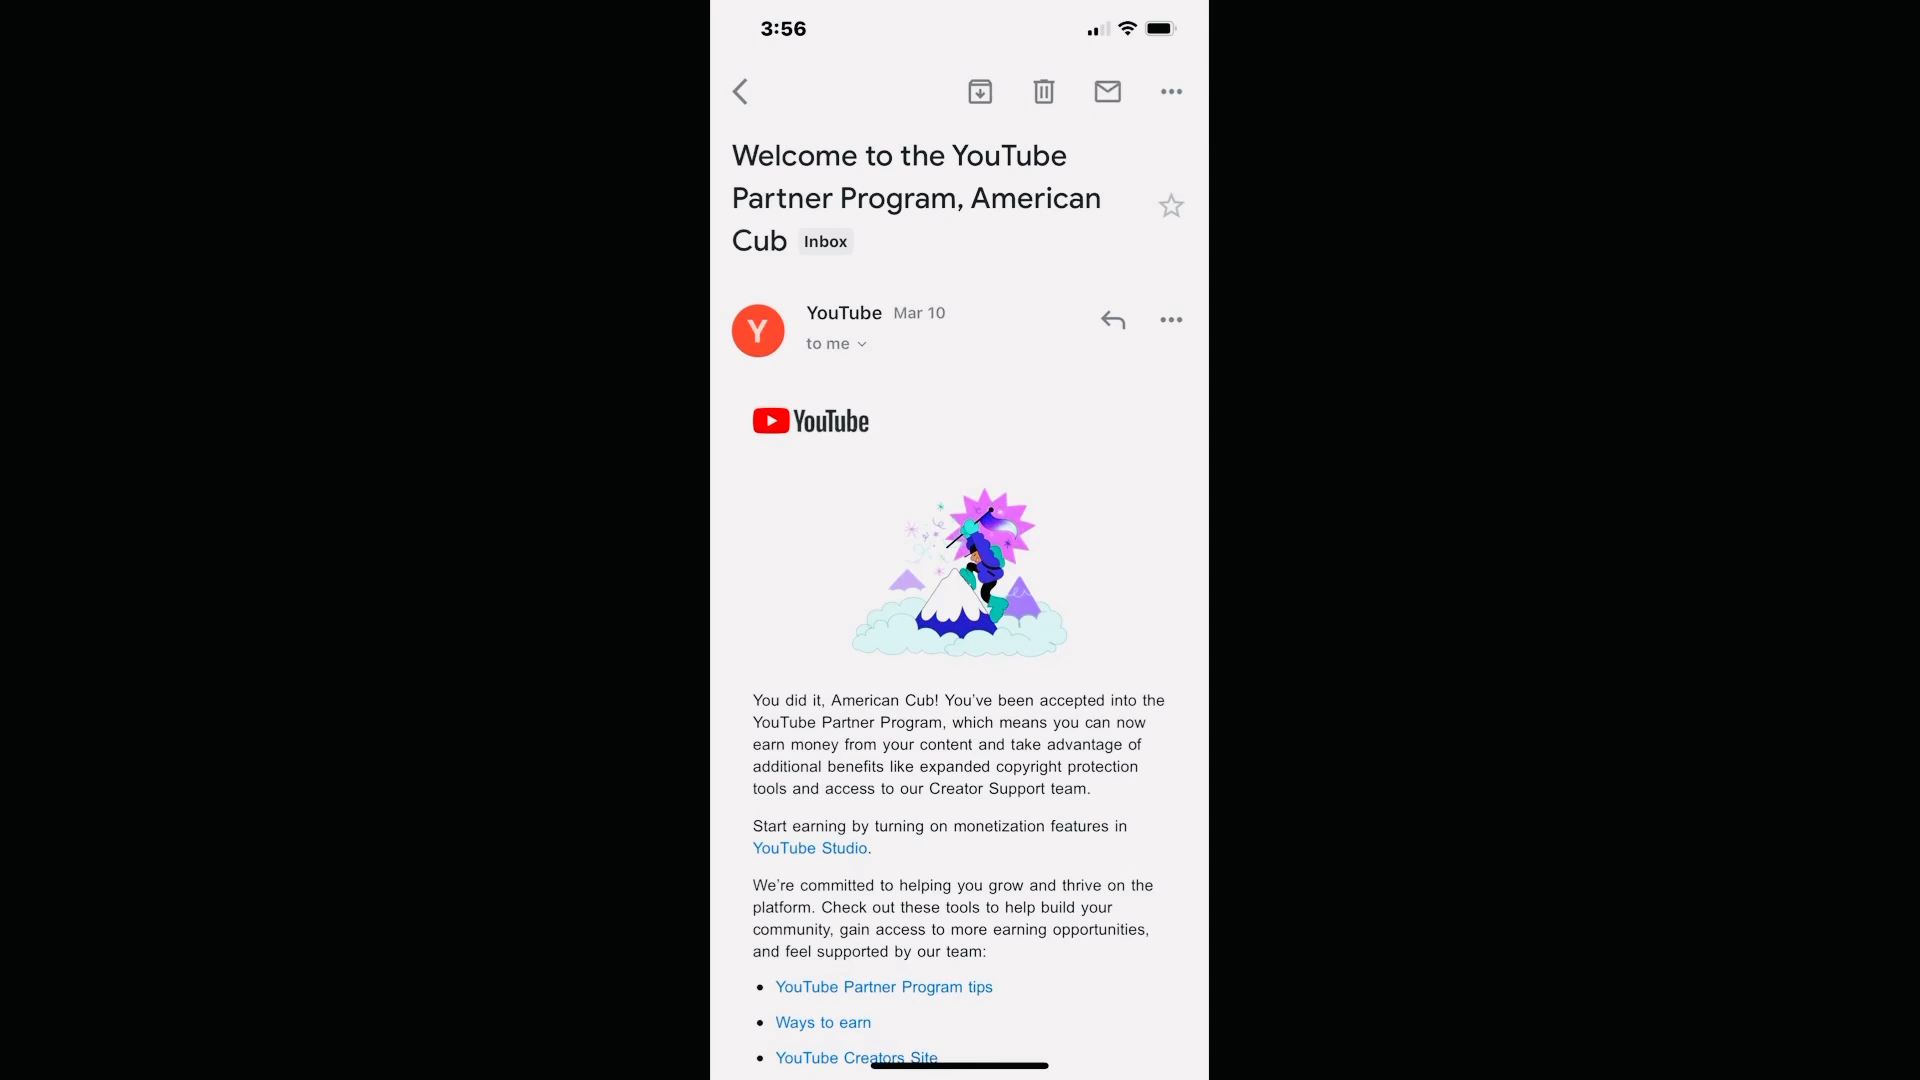 3:56
Welcome to the YouTube
Partner Program, American
Cub Inbox
Y
YouTube Mar 10
to me
YouTube
You did it, American Cub! You’ve been accepted into the
YouTube Partner Program, which means you can now
earn money from your content and take advantage of
additional benefits like expanded copyright protection
tools and access to our Creator Support team.
Start earning by turning on monetization features in
YouTube Studio.
We’re committed to helping you grow and thrive on the
platform. Check out these tools to help build your
community, gain access to more earning opportunities,
and feel supported by our team:
• YouTube Partner Program tips
• Ways to earn
• YouTube Creators Site